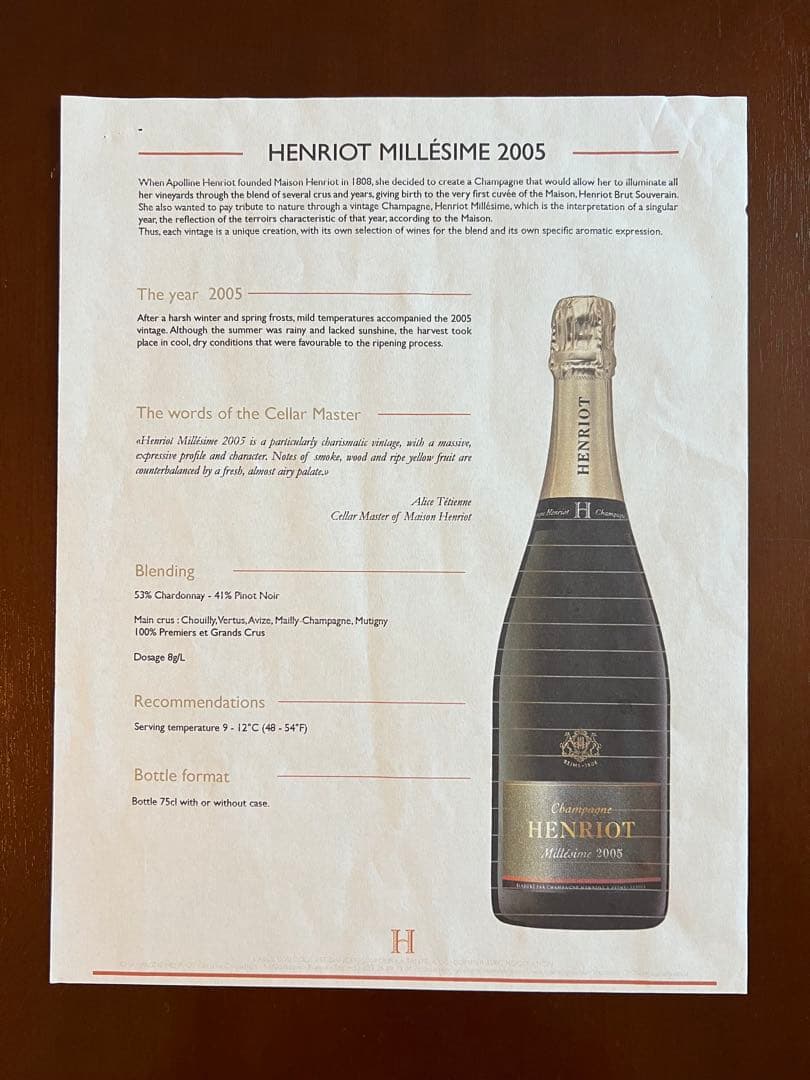 HENRIOT MILLÉSIME 2005
When Apolline Henriot founded Maison Henriot in 1808, she decided to create a Champagne that would allow her to illuminate all
her vineyards through the blend of several crus and years, giving birth to the very first cuvée of the Maison, Henriot Brut Souverain.
She also wanted to pay tribute to nature through a vintage Champagne, Henriot Millésime, which is the interpretation of a singular
year, the reflection of the terroirs characteristic of that year, according to the Maison.
Thus, each vintage is a unique creation, with its own selection of wines for the blend and its own specific aromatic expression.
The year 2005
After a harsh winter and spring frosts, mild temperatures accompanied the 2005
vintage. Although the summer was rainy and lacked sunshine, the harvest took
place in cool, dry conditions that were favourable to the ripening process.
The words of the Cellar Master
«Henriot Millésime 2005 is a particularly charismatic vintage, with a massive,
expressive profile and character. Notes of smoke, wood and ripe yellow fruit are
counterbalanced by a fresh, almost airy palate.»
Alice Tétienne
Cellar Master of Maison Henriot
Blending
53% Chardonnay - 41% Pinot Noir
Main crus : Chouilly, Vertus, Avize, Mailly-Champagne, Mutigny
100% Premiers et Grands Crus
Dosage 8g/L
Recommendations
Serving temperature 9 - 12°C (48 - 54°F)
Bottle format
Bottle 75cl with or without case.
HENRIOT
Henriot H Champagne
REIMS • 1808
Champagne
HENRIOT
Millésime 2005
H